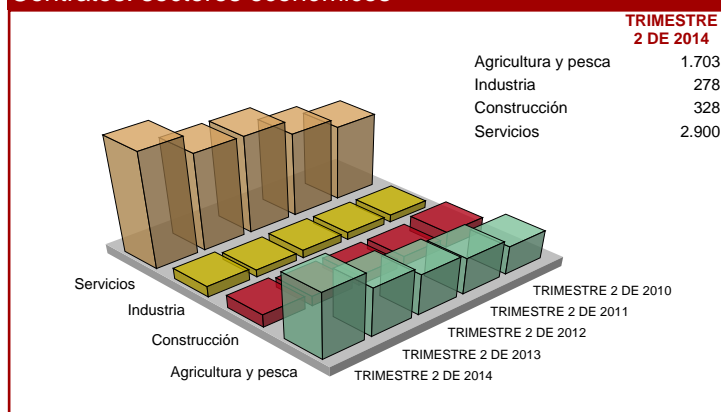 TRIMESTRE
2 DE 2014
Agricultura y pesca 1.703
Industria 278
Construcción 328
Servicios 2.900
Servicios
Industria
Construcción
Agricultura y pesca
TRIMESTRE 2 DE 2010
TRIMESTRE 2 DE 2011
TRIMESTRE 2 DE 2012
TRIMESTRE 2 DE 2013
TRIMESTRE 2 DE 2014